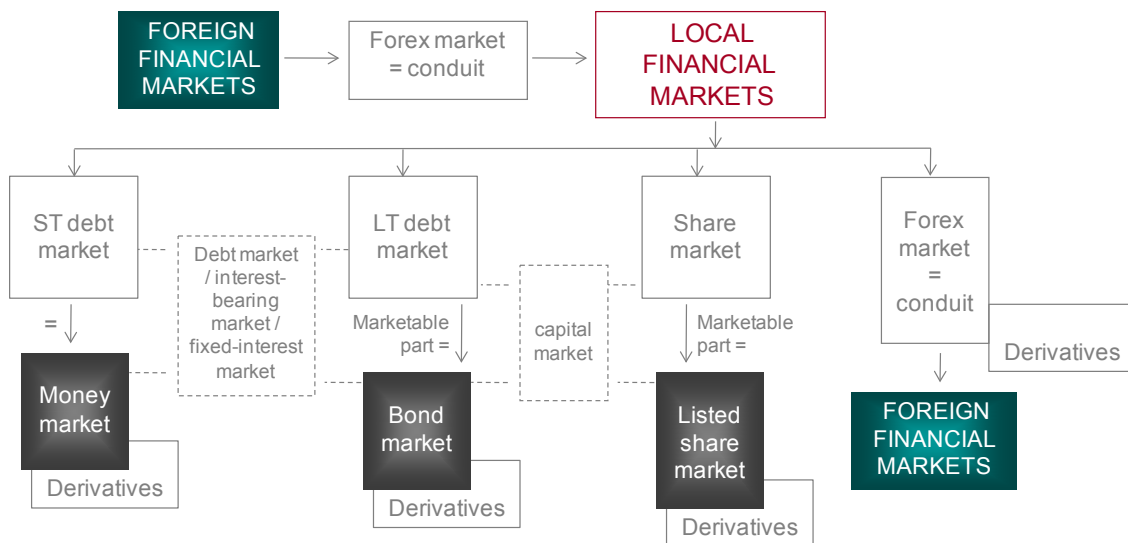 FOREIGN
FINANCIAL
MARKETS
Forex market
= conduit
LOCAL
FINANCIAL
MARKETS
ST debt
market
LT debt
market
Share
market
Forex
market
=
conduit
Debt market
/ interest-
bearing
market /
fixed-interest
market
capital
market
=
Marketable
part =
Marketable
part =
Derivatives
Money
market
Bond
market
Listed
share
market
FOREIGN
FINANCIAL
MARKETS
Derivatives
Derivatives
Derivatives